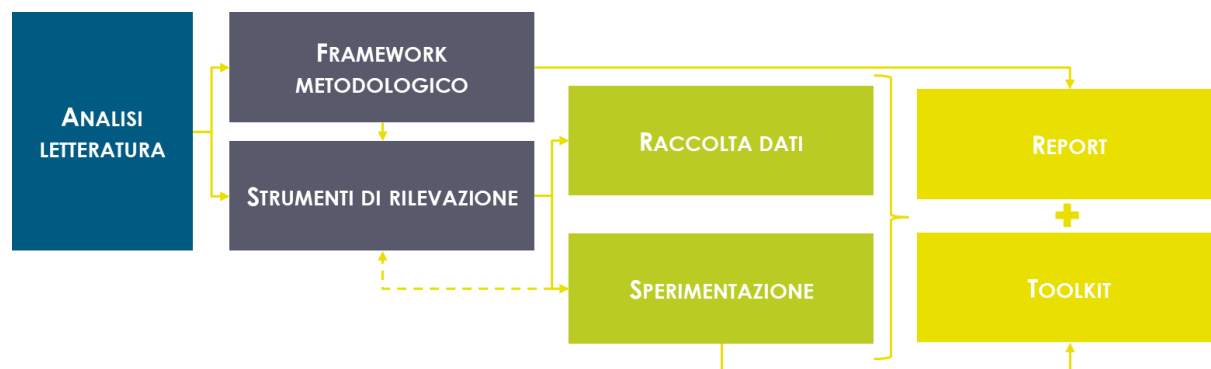 ANALISI
LETTERATURA
FRAMEWORK
METODOLOGICO
STRUMENTI DI RILEVAZIONE
RACCOLTA DATI
SPERIMENTAZIONE
REPORT
+
TOOLKIT